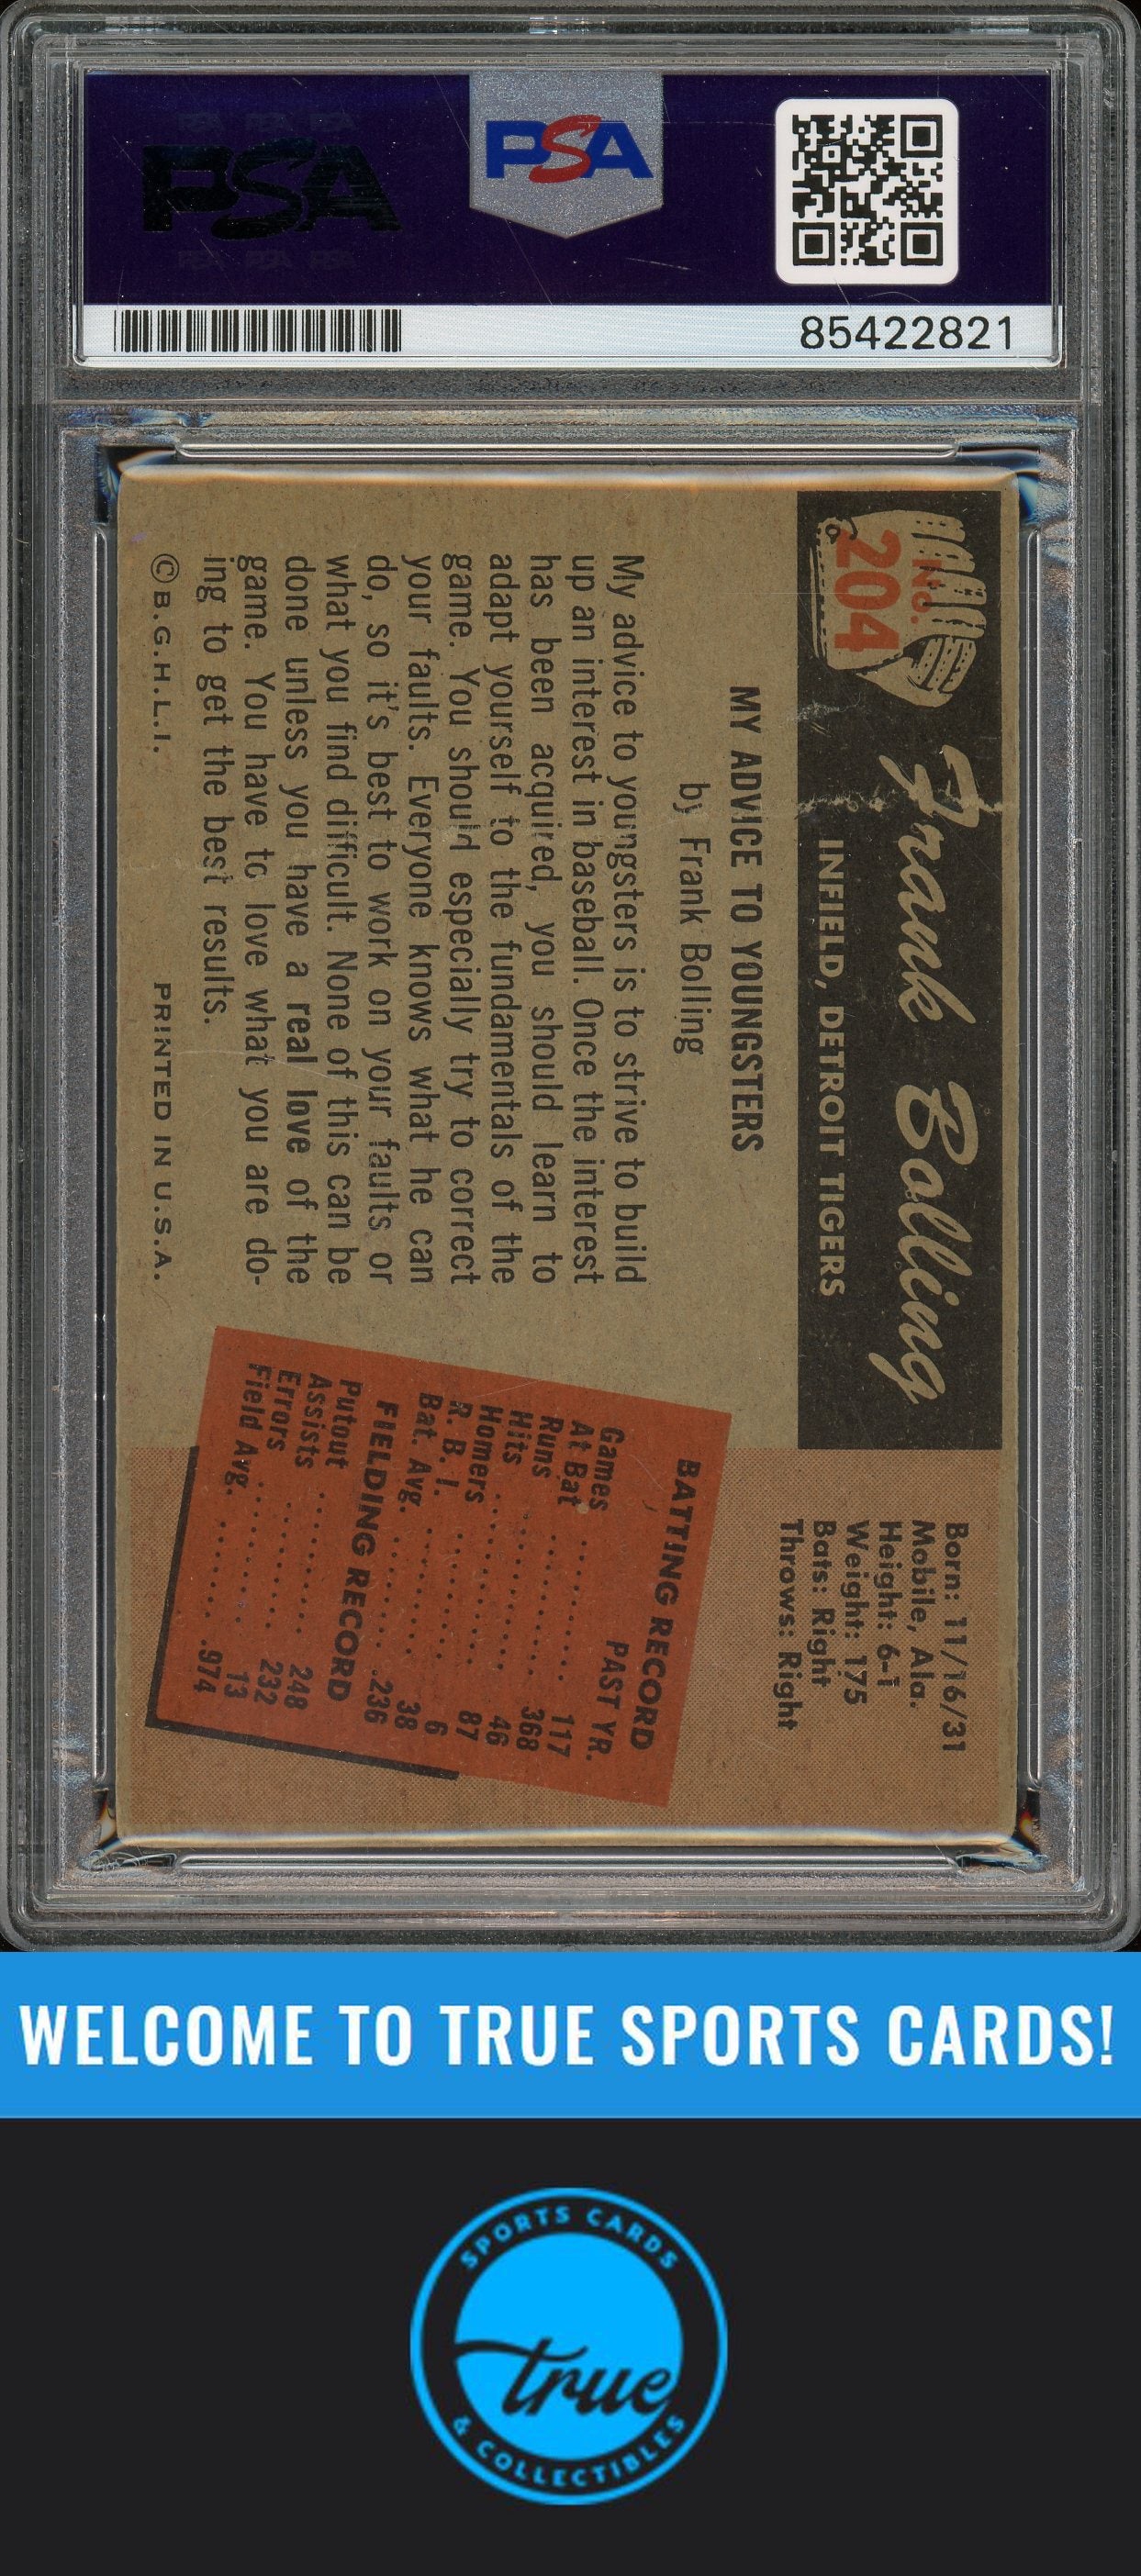 PSA
PSA
85422821
No.
204
Frank Bolling
INFIELD, DETROIT TIGERS
Born: 11/16/31
Mobile, Ala.
Height: 6-1
Weight: 175
Bats: Right
Throws: Right
MY ADVICE TO YOUNGSTERS
by Frank Bolling
My advice to youngsters is to strive to build
up an interest in baseball. Once the interest
has been acquired, you should learn to
adapt yourself to the fundamentals of the
game. You should especially try to correct
your faults. Everyone knows what he can
do, so it's best to work on your faults or
what you find difficult. None of this can be
done unless you have a real love of the
game. You have to love what you are do-
ing to get the best results.
© B.G.H.L.I. PRINTED IN U.S.A.
BATTING RECORD
PAST YR.
Games . . . . . . . . . . 117
At Bat . . . . . . . . . . 368
Runs . . . . . . . . . . 46
Hits . . . . . . . . . . 87
Homers . . . . . . . . . . 6
R. B. I. . . . . . . . . . . 38
Bat. Avg. . . . . . . . . . .236
FIELDING RECORD
Putout . . . . . . . . . . 248
Assists . . . . . . . . . . 232
Errors . . . . . . . . . . 13
Field Avg. . . . . . . . . . .974
WELCOME TO TRUE SPORTS CARDS!
SPORTS CARDS
true
& COLLECTIBLES